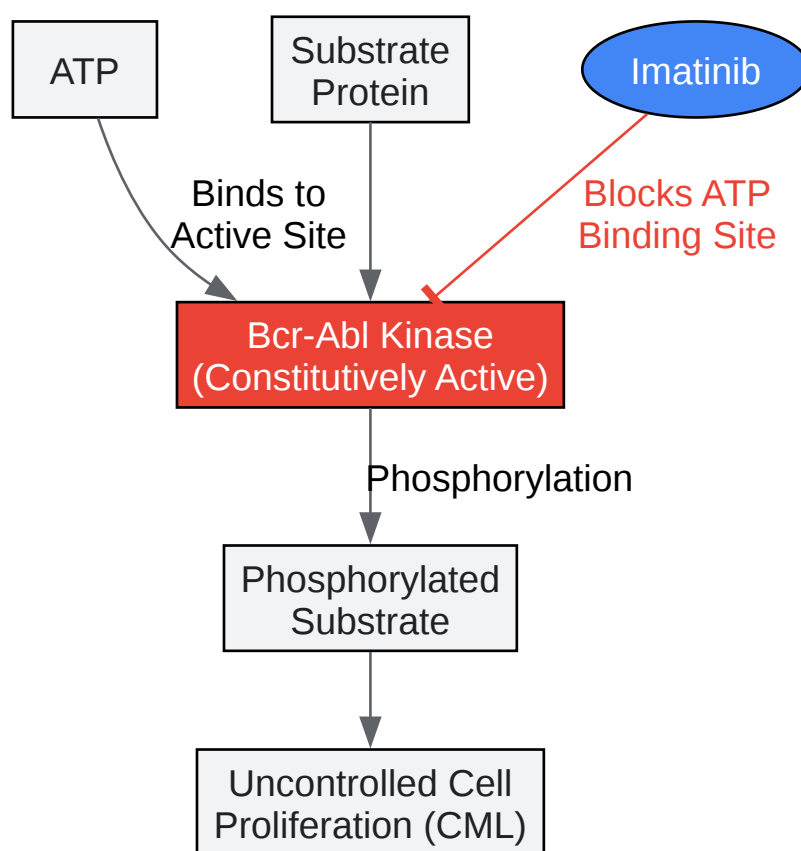 ATP
Substrate
Protein
Imatinib
Binds to
Active Site
Blocks ATP
Binding Site
Bcr-Abl Kinase
(Constitutively Active)
Phosphorylation
Phosphorylated
Substrate
Uncontrolled Cell
Proliferation (CML)